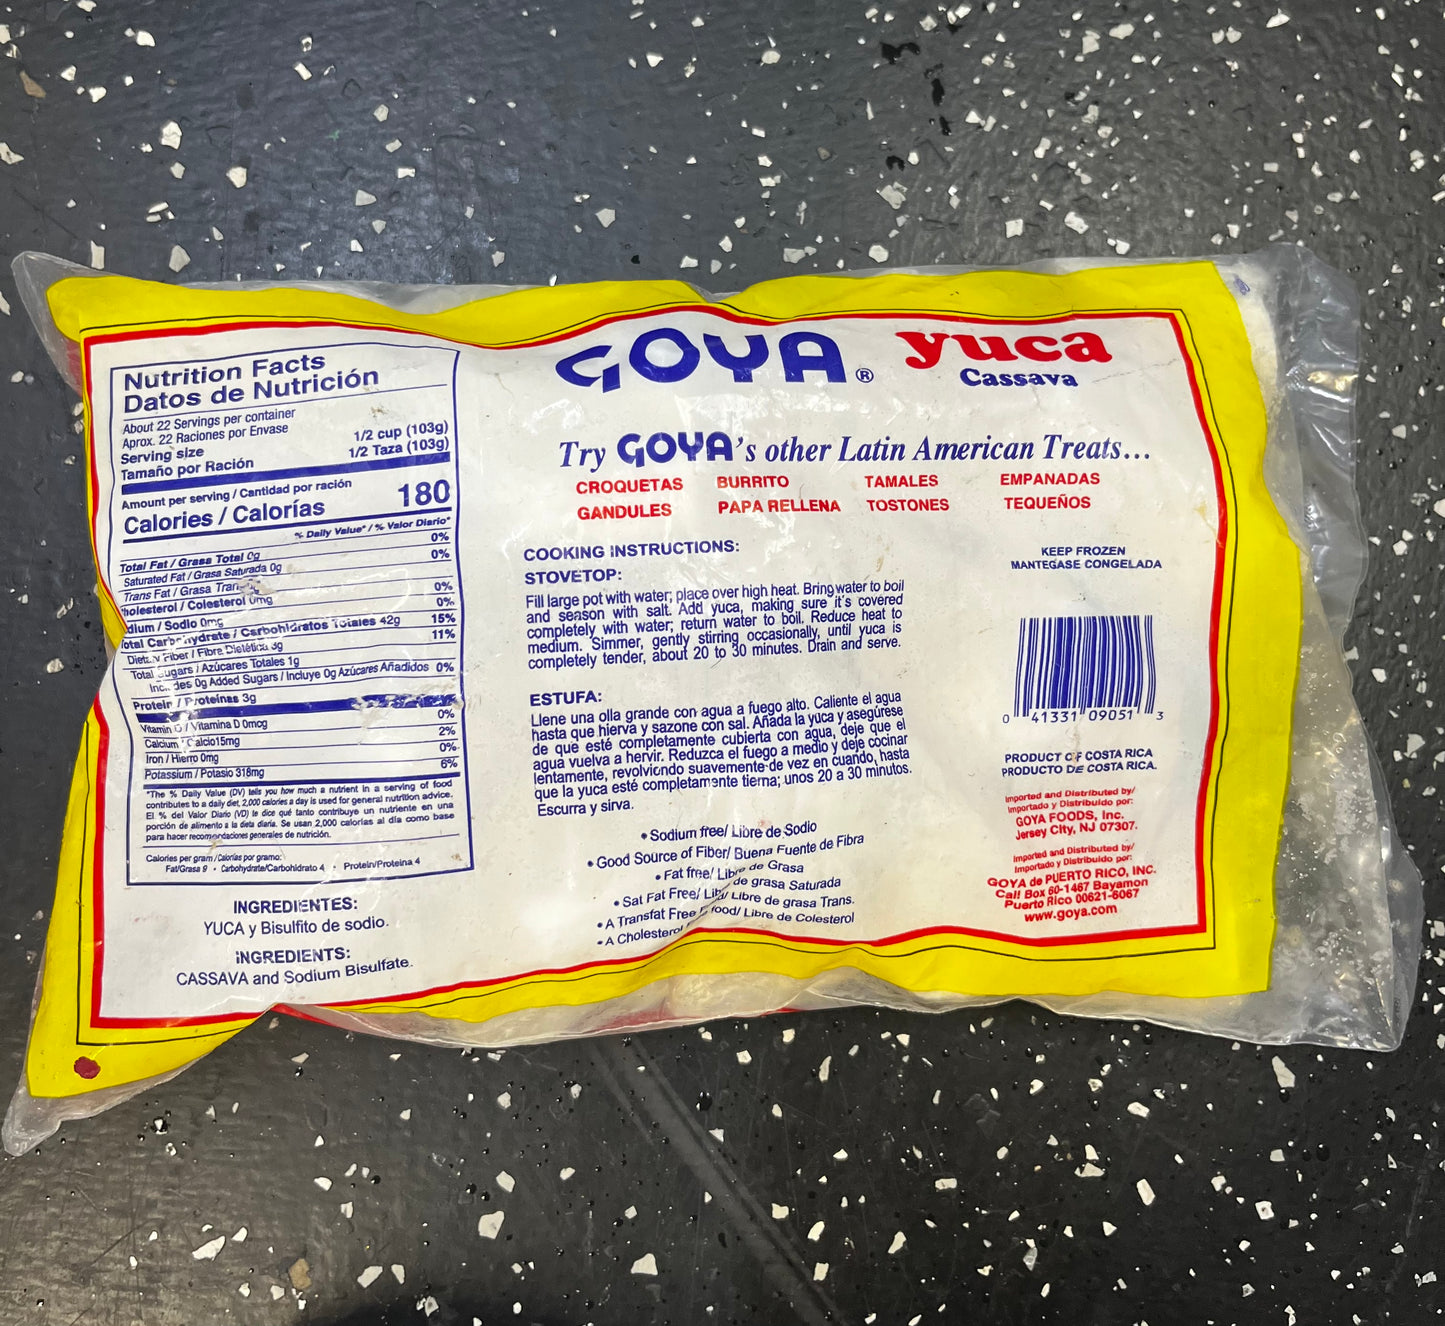 Nutrition Facts
Datos de Nutrición
About 22 Servings per container
Aprox. 22 Raciones por Envase
Serving size 1/2 cup (103g)
Tamaño por Ración 1/2 Taza (103g)
Amount per serving / Cantidad por ración
Calories / Calorías 180
% Daily Value* / % Valor Diario*
Total Fat / Grasa Total 0g 0%
Saturated Fat / Grasa Saturada 0g 0%
Trans Fat / Grasa Tran
holesterol / Colesterol 0mg 0%
dium / Sodio 0mg 0%
otal Carbohydrate / Carbohidratos Totales 42g 15%
Dietary Fiber / Fibra Dietética 3g 11%
Total Sugars / Azúcares Totales 1g
Includes 0g Added Sugars / Incluye 0g Azúcares Añadidos 0%
Protein / Proteínas 3g
Vitamin D / Vitamina D 0mcg 0%
Calcium / Calcio 15mg 2%
Iron / Hierro 0mg 0%
Potassium / Potasio 318mg 6%
*The % Daily Value (DV) tells you how much a nutrient in a serving of food
contributes to a daily diet, 2,000 calories a day is used for general nutrition advice.
El % del Valor Diario (VD) le dice qué tanto contribuye un nutriente en una
porción de alimento a la dieta diaria. Se usan 2,000 calorías al día como base
para hacer recomendaciones generales de nutrición.
Calories per gram / Calorías por gramo:
Fat/Grasa 9 • Carbohydrate/Carbohidrato 4 • Protein/Proteina 4
INGREDIENTES:
YUCA y Bisulfito de sodio.
INGREDIENTS:
CASSAVA and Sodium Bisulfate.
GOYA® yuca
Cassava
Try GOYA's other Latin American Treats...
CROQUETAS BURRITO TAMALES EMPANADAS
GANDULES PAPA RELLENA TOSTONES TEQUEÑOS
COOKING INSTRUCTIONS:
STOVETOP:
Fill large pot with water; place over high heat. Bring water to boil
and season with salt. Add yuca, making sure it's covered
completely with water; return water to boil. Reduce heat to
medium. Simmer, gently stirring occasionally, until yuca is
completely tender, about 20 to 30 minutes. Drain and serve.
ESTUFA:
Llene una olla grande con agua a fuego alto. Caliente el agua
hasta que hierva y sazone con sal. Añada la yuca y asegúrese
de que esté completamente cubierta con agua, deje que el
agua vuelva a hervir. Reduzca el fuego a medio y deje cocinar
lentamente, revolviendo suavemente de vez en cuando, hasta
que la yuca esté completamente tierna; unos 20 a 30 minutos.
Escurra y sirva.
• Sodium free/ Libre de Sodio
• Good Source of Fiber/ Buena Fuente de Fibra
• Fat free/ Libre de Grasa
• Sat Fat Free/ Libre de grasa Saturada
• A Transfat Free Libre de grasa Trans.
• A Cholesterol food/ Libre de Colesterol
KEEP FROZEN
MANTEGASE CONGELADA
0 41331 09051 3
PRODUCT OF COSTA RICA
PRODUCTO DE COSTA RICA.
Imported and Distributed by/
Importado y Distribuido por:
GOYA FOODS, Inc.
Jersey City, NJ 07307.
Imported and Distributed by/
Importado y Distribuido por:
GOYA de PUERTO RICO, INC.
Call Box 60-1467 Bayamon
Puerto Rico 00621-6067
www.goya.com